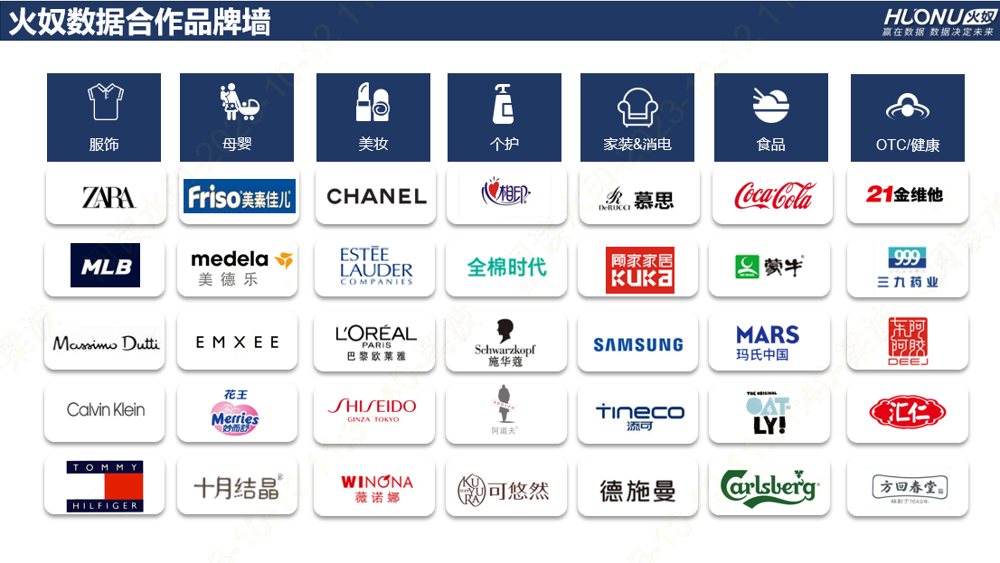 火奴数据合作品牌墙
HUONU火奴
赢在数据 数据决定未来
服饰
母婴
美妆
个护
家装&消电
食品
OTC/健康
ZARA
Friso美素佳儿
CHANEL
心相印
DeRUCCI 慕思
Coca-Cola
21金维他
MLB
medela
美德乐
ESTĒE
LAUDER
COMPANIES
全棉时代
顾家家居
KUKA
蒙牛
999
三九药业
Massimo Dutti
EMXEE
L'ORÉAL
PARIS
巴黎欧莱雅
Schwarzkopf
施华蔻
SAMSUNG
MARS
玛氏中国
东阿阿胶
DEEJ
Calvin Klein
花王
Merries
妙而舒
SHISEIDO
GINZA TOKYO
阿道夫
TINECO
添可
THE ORIGINAL
OAT-
LY!
汇仁
TOMMY
HILFIGER
十月结晶
WINONA
薇诺娜
KUYURA
可悠然
德施曼
Carlsberg
方回春堂
始创于1649年